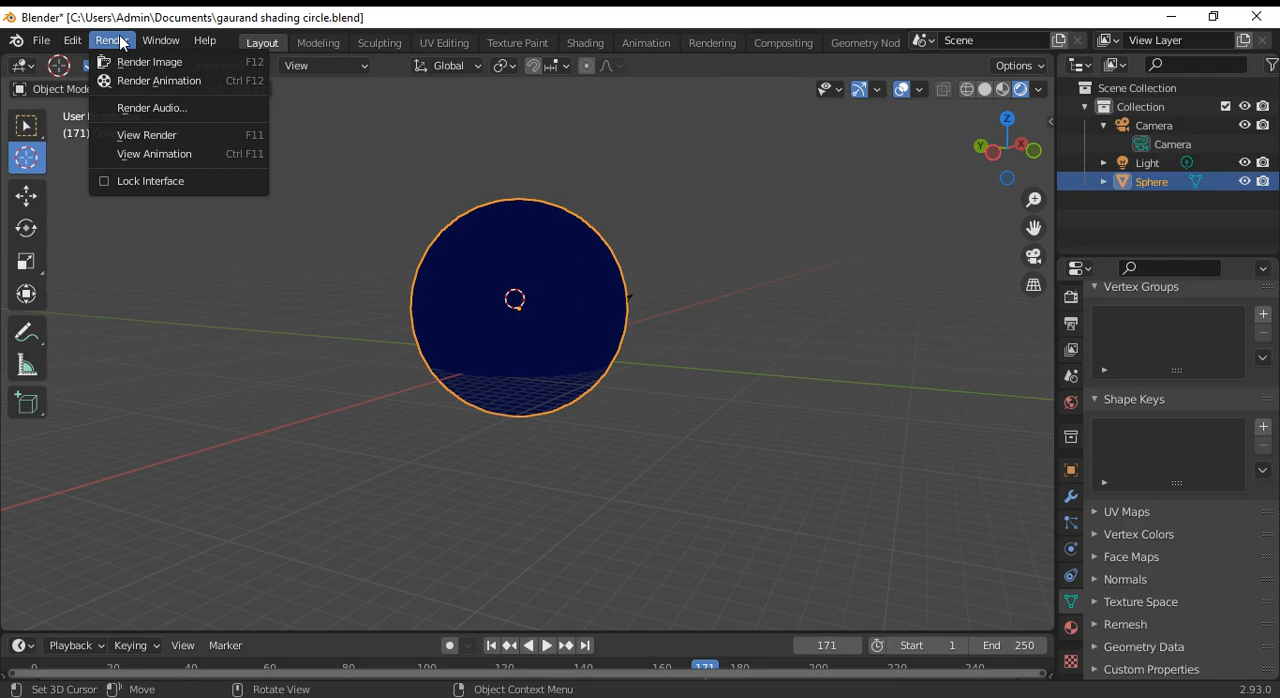 Blender* [C:\Users\Admin\Documents\gaurand shading circle.blend]
File Edit Render Window Help Layout Modeling Sculpting UV Editing Texture Paint Shading Animation Rendering Compositing Geometry Nod Scene View Layer
View Global Options
Object Mode
Render Image F12
Render Animation Ctrl F12
Render Audio...
View Render F11
View Animation Ctrl F11
Lock Interface
User
(171)
Z
Y
X
Scene Collection
Collection
Camera
Camera
Light
Sphere
Vertex Groups
Shape Keys
UV Maps
Vertex Colors
Face Maps
Normals
Texture Space
Remesh
Geometry Data
Custom Properties
Playback Keying View Marker 171 Start 1 End 250
0 20 40 60 80 100 120 140 160 171 180 200 220 240
Set 3D Cursor Move Rotate View Object Context Menu 2.93.0